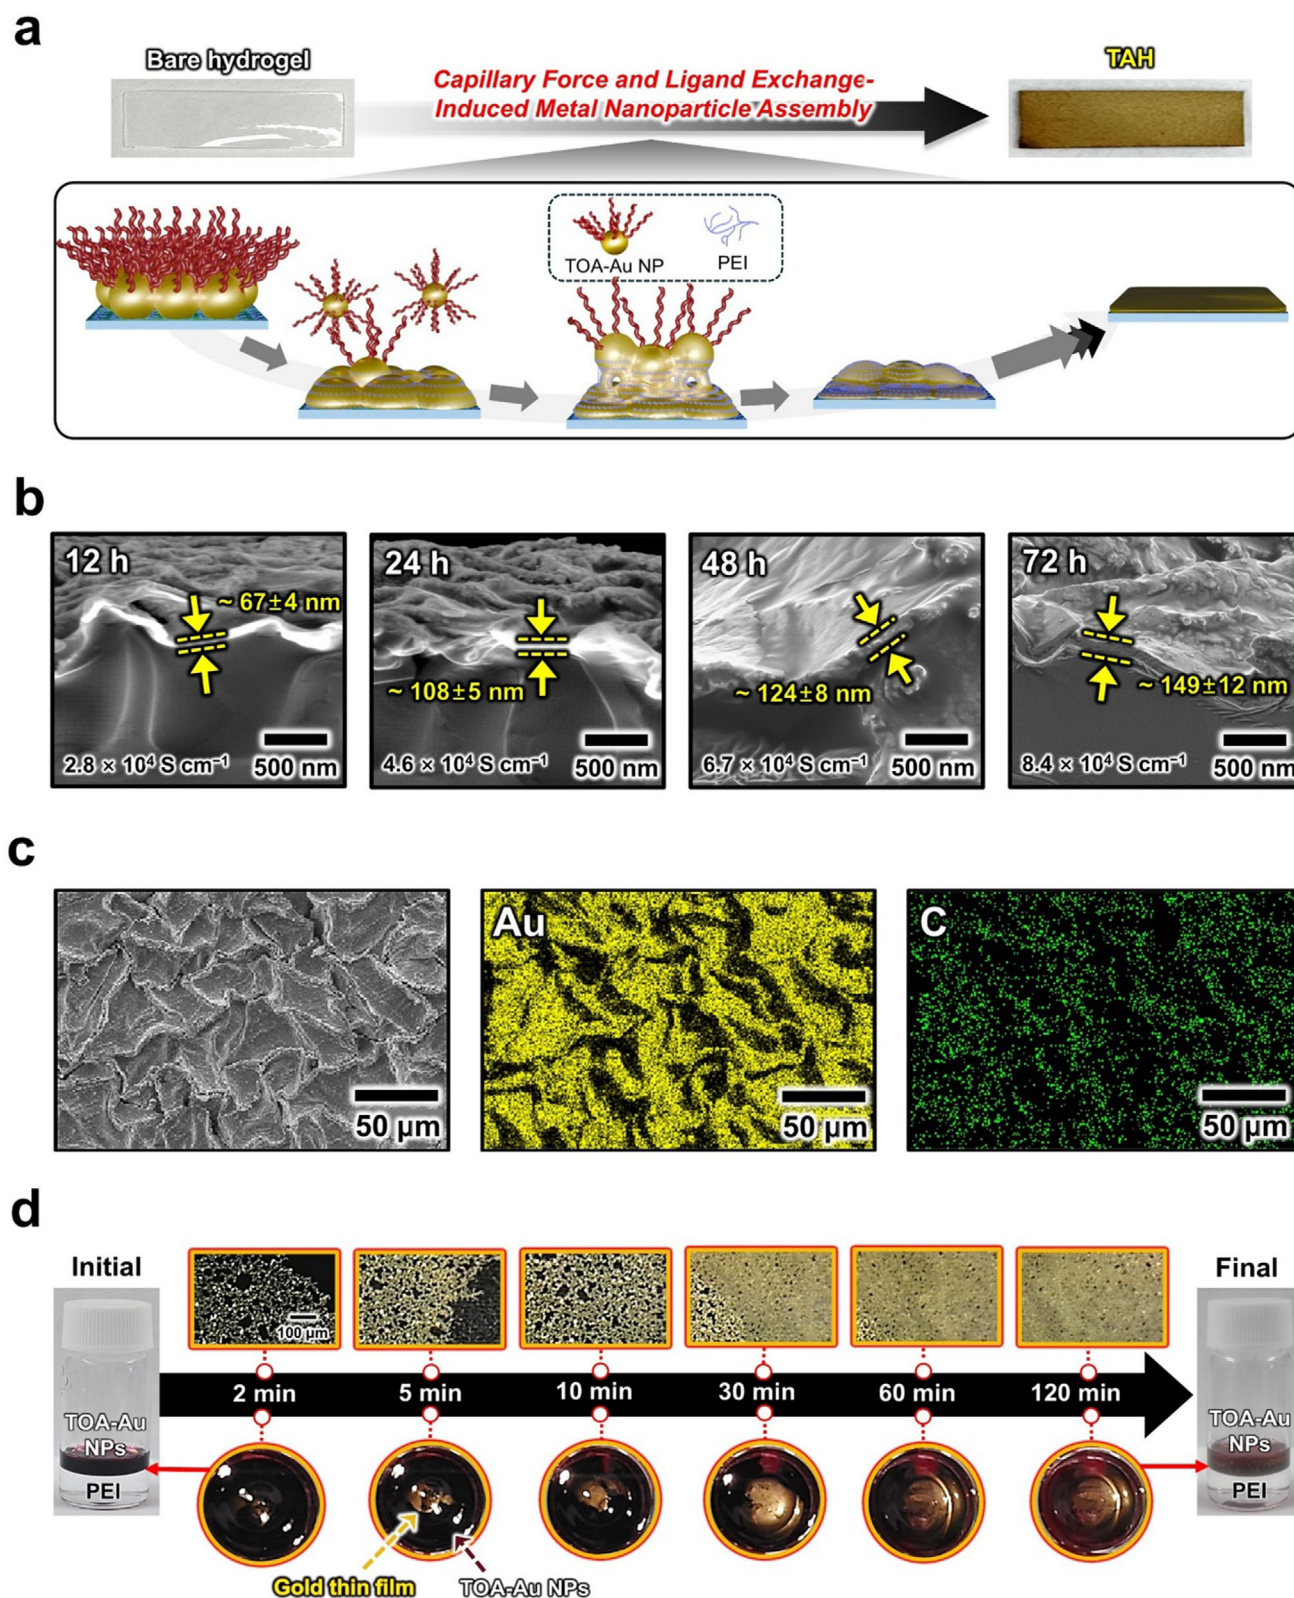 a
Bare hydrogel
Capillary Force and Ligand Exchange-
Induced Metal Nanoparticle Assembly
TAH
TOA-Au NP
PEI
b
12 h
~ 67±4 nm
2.8 × 10⁴ S cm⁻¹
500 nm
24 h
~ 108±5 nm
4.6 × 10⁴ S cm⁻¹
500 nm
48 h
~ 124±8 nm
6.7 × 10⁴ S cm⁻¹
500 nm
72 h
~ 149±12 nm
8.4 × 10⁴ S cm⁻¹
500 nm
c
50 µm
Au
50 µm
C
50 µm
d
Initial
TOA-Au
NPs
PEI
100 µm
2 min
5 min
10 min
30 min
60 min
120 min
Gold thin film
TOA-Au NPs
Final
TOA-Au
NPs
PEI